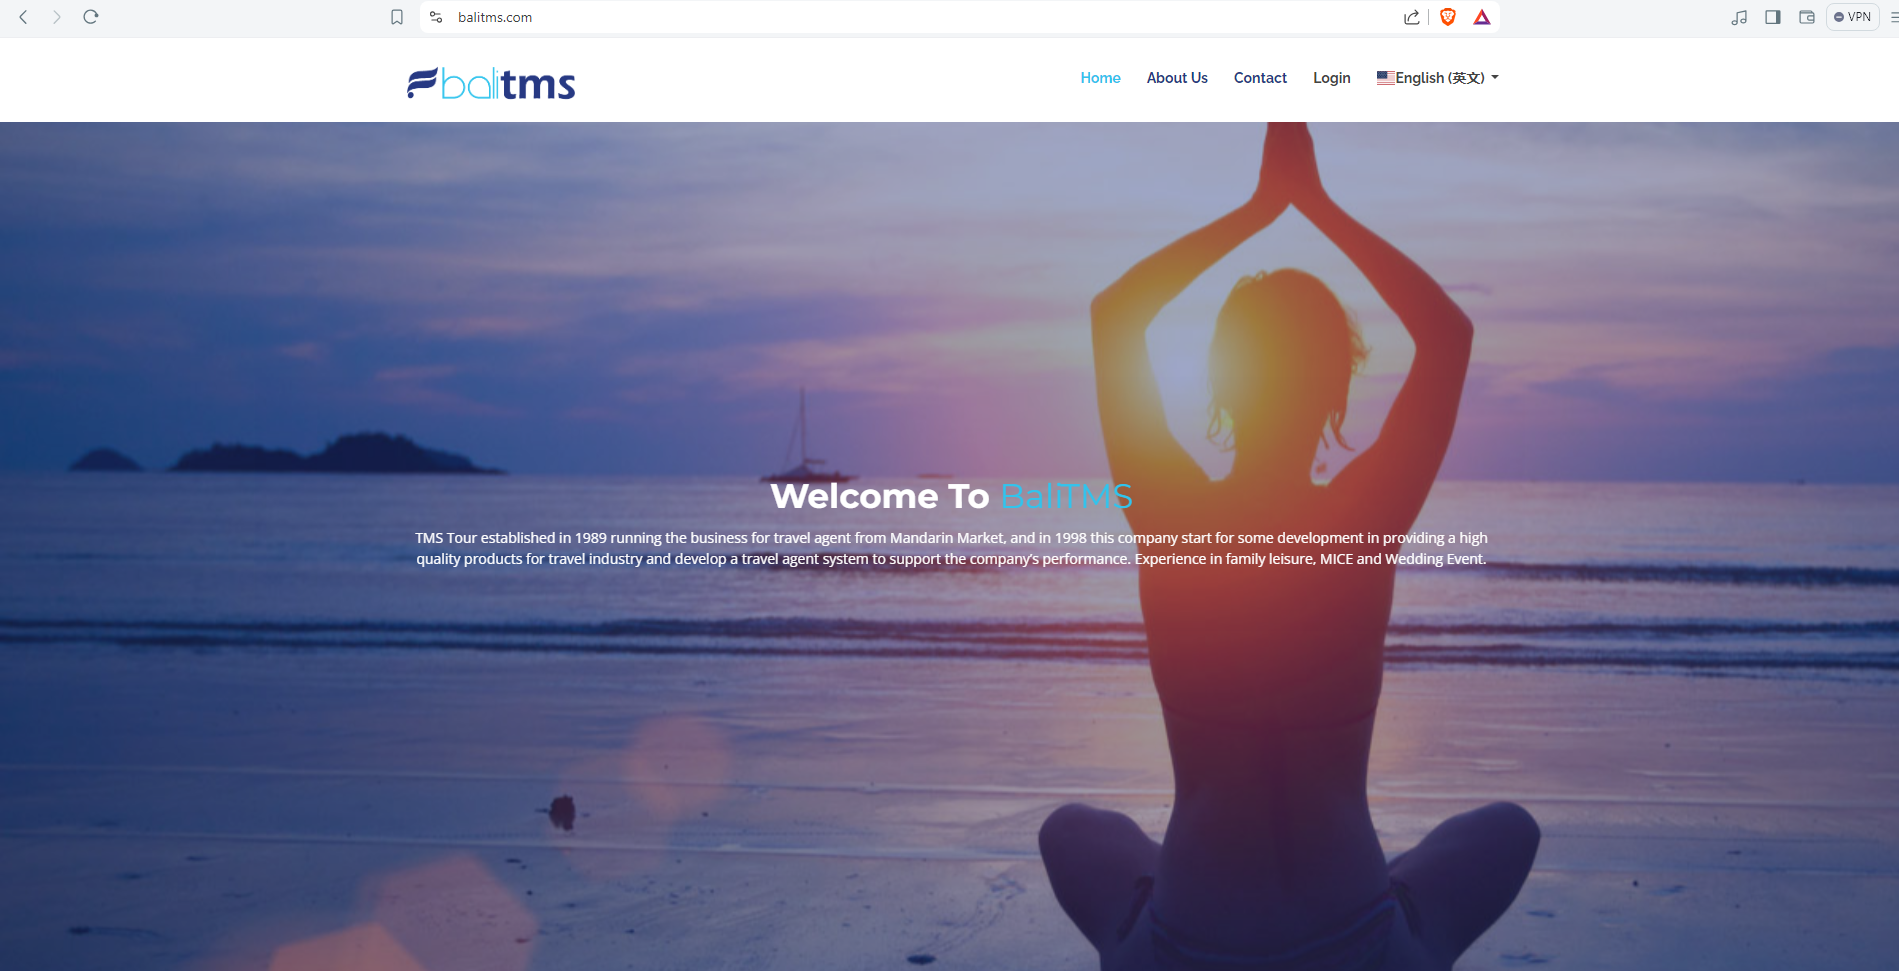 balitms.com
VPN
balitms
Home
About Us
Contact
Login
English (英文)
Welcome To BaliTMS
TMS Tour established in 1989 running the business for travel agent from Mandarin Market, and in 1998 this company start for some development in providing a high
quality products for travel industry and develop a travel agent system to support the company's performance. Experience in family leisure, MICE and Wedding Event.